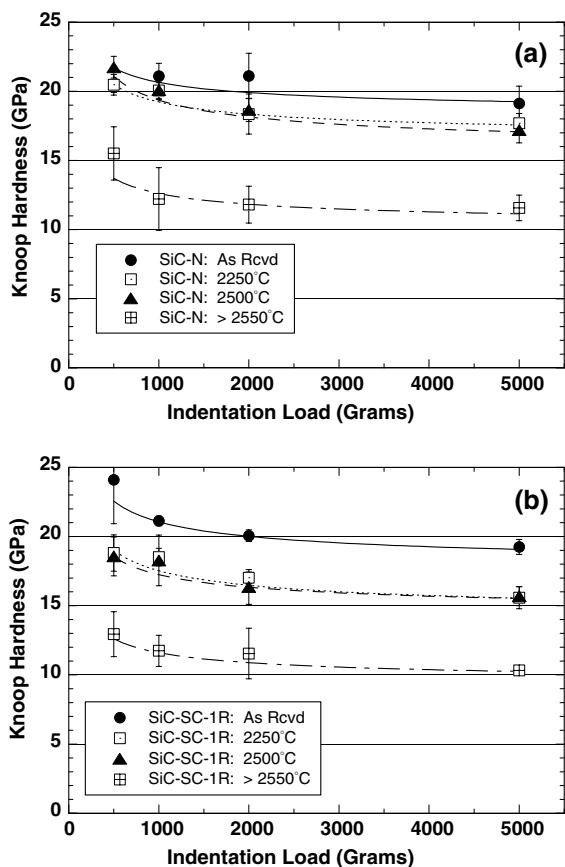 (a)
25
20
15
10
5
0
Knoop Hardness (GPa)
SiC-N: As Rcvd
SiC-N: 2250°C
SiC-N: 2500°C
SiC-N: > 2550°C
0 1000 2000 3000 4000 5000
Indentation Load (Grams)
(b)
25
20
15
10
5
0
Knoop Hardness (GPa)
SiC-SC-1R: As Rcvd
SiC-SC-1R: 2250°C
SiC-SC-1R: 2500°C
SiC-SC-1R: > 2550°C
0 1000 2000 3000 4000 5000
Indentation Load (Grams)